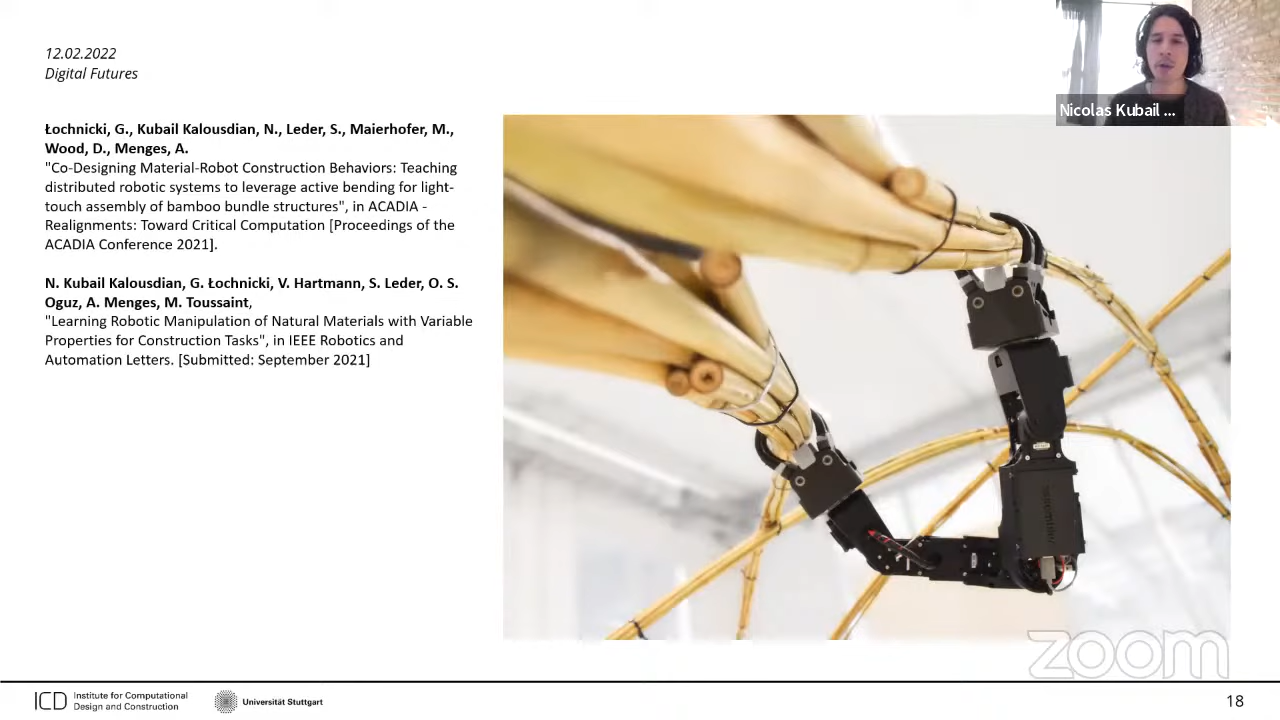 12.02.2022
Digital Futures
Łochnicki, G., Kubail Kalousdian, N., Leder, S., Maierhofer, M.,
Wood, D., Menges, A.
"Co-Designing Material-Robot Construction Behaviors: Teaching
distributed robotic systems to leverage active bending for light-
touch assembly of bamboo bundle structures", in ACADIA -
Realignments: Toward Critical Computation [Proceedings of the
ACADIA Conference 2021].
N. Kubail Kalousdian, G. Łochnicki, V. Hartmann, S. Leder, O. S.
Oguz, A. Menges, M. Toussaint,
"Learning Robotic Manipulation of Natural Materials with Variable
Properties for Construction Tasks", in IEEE Robotics and
Automation Letters. [Submitted: September 2021]
Nicolas Kubail ...
zoom
ICD
Institute for Computational
Design and Construction
Universität Stuttgart
18